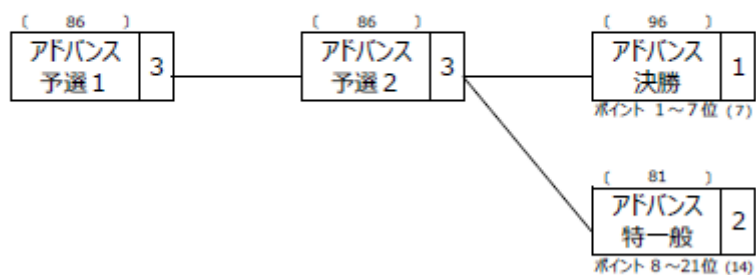 〔 86 〕
アドバンス
予選１
3
〔 86 〕
アドバンス
予選２
3
〔 96 〕
アドバンス
決勝
1
ポイント 1～7位 (7)
〔 81 〕
アドバンス
特一般
2
ポイント 8～21位 (14)